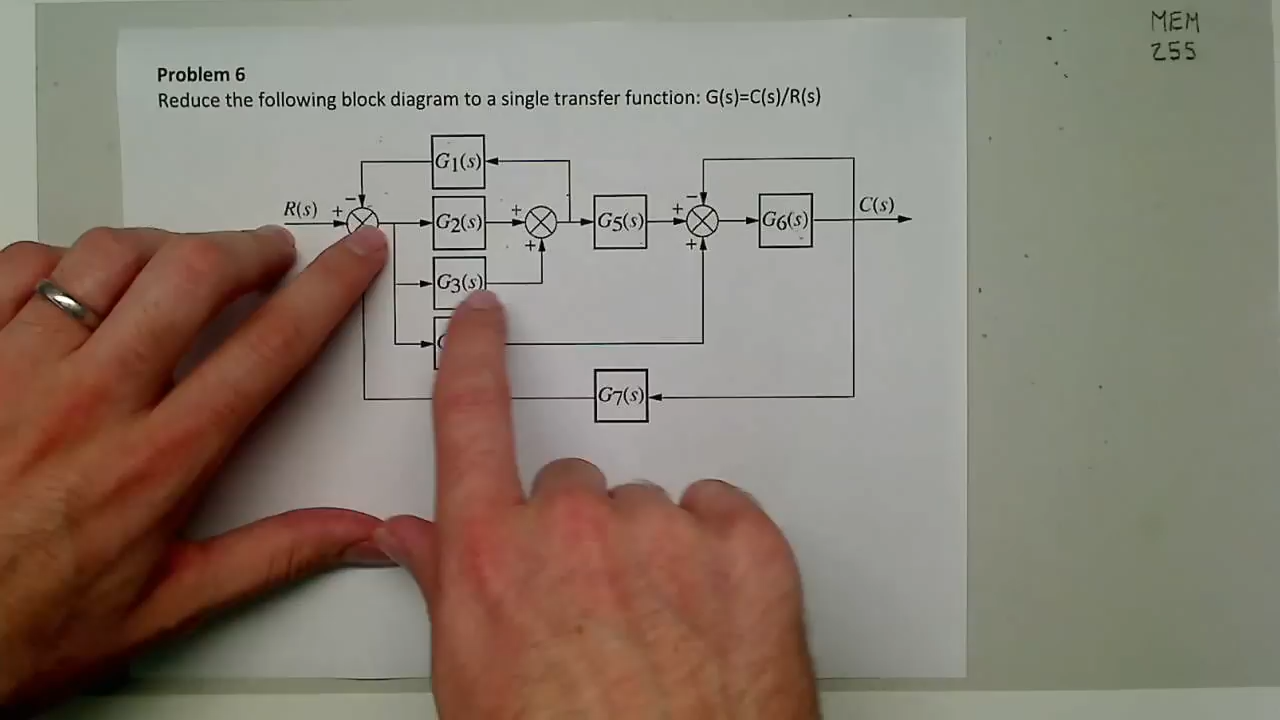 MEM
255
Problem 6
Reduce the following block diagram to a single transfer function: G(s)=C(s)/R(s)
G1(s)
R(s) + − G2(s) + G5(s) + − G6(s) C(s)
+ +
G3(s)
G7(s)